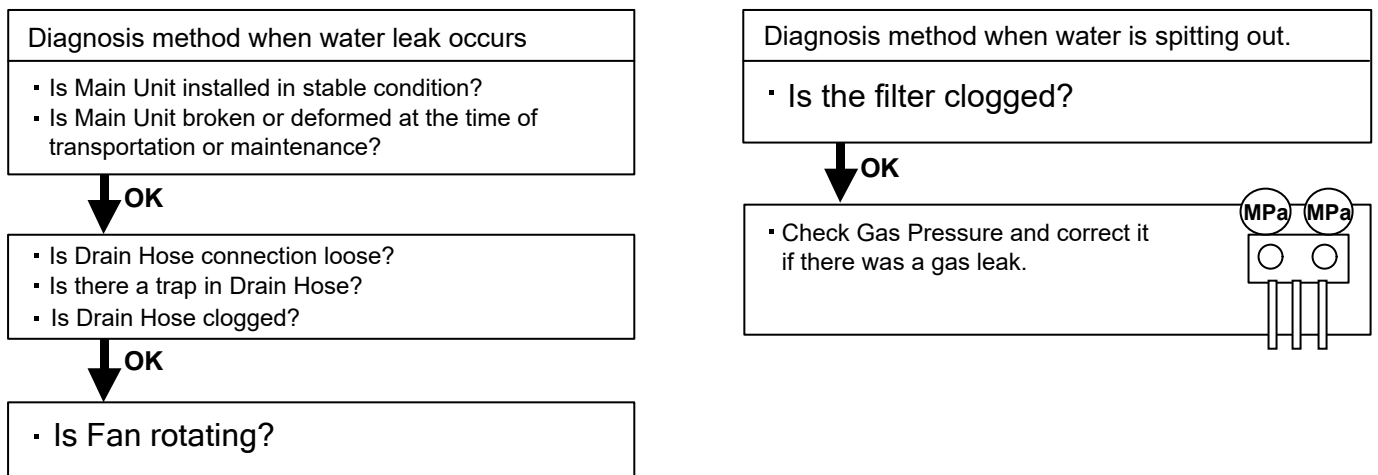 Diagnosis method when water leak occurs
▪ Is Main Unit installed in stable condition?
▪ Is Main Unit broken or deformed at the time of
transportation or maintenance?
OK
▪ Is Drain Hose connection loose?
▪ Is there a trap in Drain Hose?
▪ Is Drain Hose clogged?
OK
▪ Is Fan rotating?
Diagnosis method when water is spitting out.
▪ Is the filter clogged?
OK
▪ Check Gas Pressure and correct it
if there was a gas leak.
MPa MPa